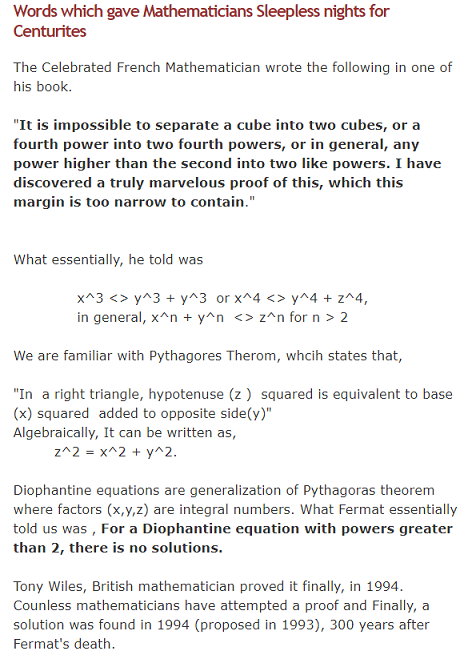 Words which gave Mathematicians Sleepless nights for
Centurites
The Celebrated French Mathematician wrote the following in one of
his book.
"It is impossible to separate a cube into two cubes, or a
fourth power into two fourth powers, or in general, any
power higher than the second into two like powers. I have
discovered a truly marvelous proof of this, which this
margin is too narrow to contain."
What essentially, he told was
x^3 <> y^3 + y^3 or x^4 <> y^4 + z^4,
in general, x^n + y^n <> z^n for n > 2
We are familiar with Pythagores Therom, whcih states that,
"In a right triangle, hypotenuse (z ) squared is equivalent to base
(x) squared added to opposite side(y)"
Algebraically, It can be written as,
z^2 = x^2 + y^2.
Diophantine equations are generalization of Pythagoras theorem
where factors (x,y,z) are integral numbers. What Fermat essentially
told us was , For a Diophantine equation with powers greater
than 2, there is no solutions.
Tony Wiles, British mathematician proved it finally, in 1994.
Counless mathematicians have attempted a proof and Finally, a
solution was found in 1994 (proposed in 1993), 300 years after
Fermat's death.